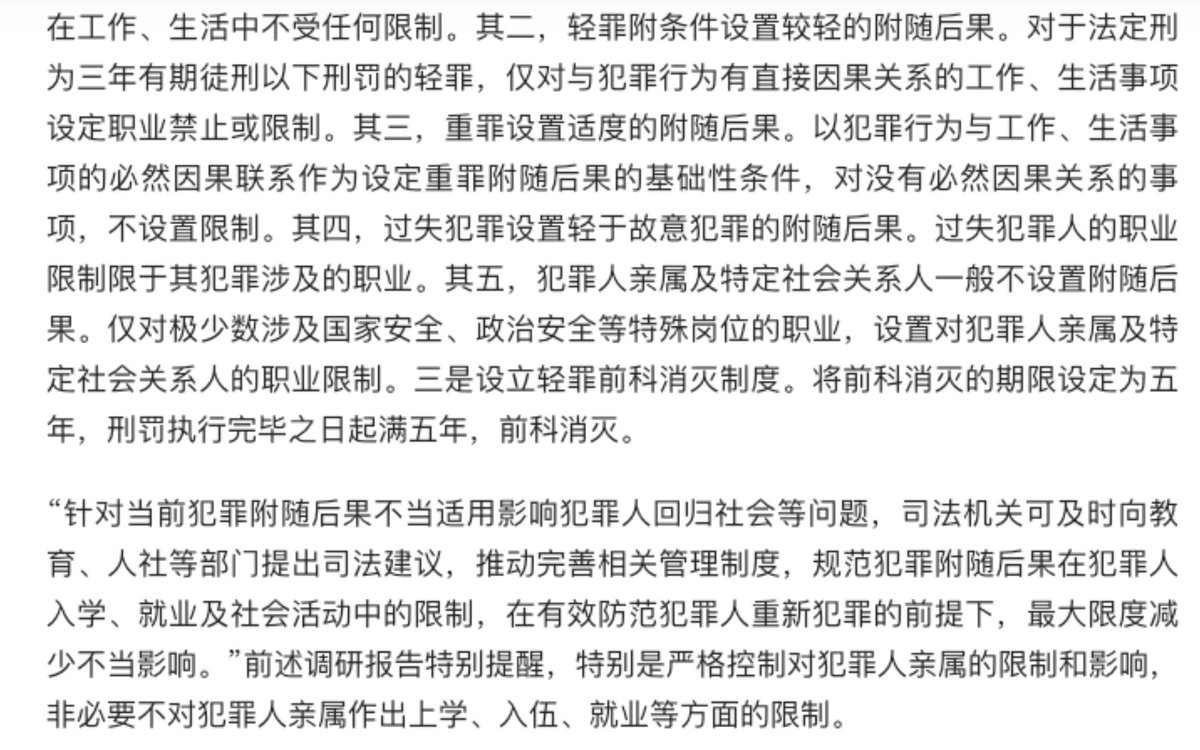 在工作、生活中不受任何限制。其二，轻罪附条件设置较轻的附随后果。对于法定刑
为三年有期徒刑以下刑罚的轻罪，仅对与犯罪行为有直接因果关系的工作、生活事项
设定职业禁止或限制。其三，重罪设置适度的附随后果。以犯罪行为与工作、生活事
项的必然因果联系作为设定重罪附随后果的基础性条件，对没有必然因果关系的事
项，不设置限制。其四，过失犯罪设置轻于故意犯罪的附随后果。过失犯罪人的职业
限制限于其犯罪涉及的职业。其五，犯罪人亲属及特定社会关系人一般不设置附随后
果。仅对极少数涉及国家安全、政治安全等特殊岗位的职业，设置对犯罪人亲属及特
定社会关系人的职业限制。三是设立轻罪前科消灭制度。将前科消灭的期限设定为五
年，刑罚执行完毕之日起满五年，前科消灭。
“针对当前犯罪附随后果不当适用影响犯罪人回归社会等问题，司法机关可及时向教
育、人社等部门提出司法建议，推动完善相关管理制度，规范犯罪附随后果在犯罪人
入学、就业及社会活动中的限制，在有效防范犯罪人重新犯罪的前提下，最大限度减
少不当影响。”前述调研报告特别提醒，特别是严格控制对犯罪人亲属的限制和影响，
非必要不对犯罪人亲属作出上学、入伍、就业等方面的限制。